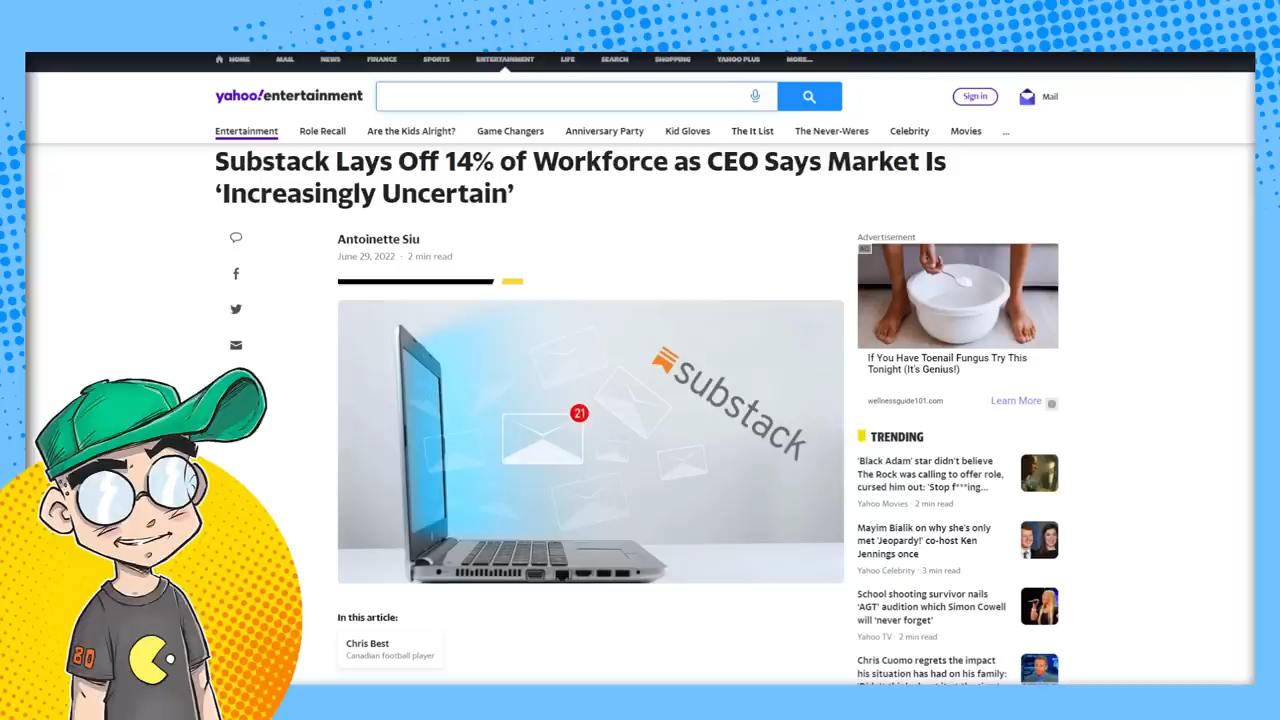 HOME MAIL NEWS FINANCE SPORTS ENTERTAINMENT LIFE SEARCH SHOPPING YAHOO PLUS MORE...
yahoo!entertainment
Sign in
Mail
Entertainment Role Recall Are the Kids Alright? Game Changers Anniversary Party Kid Gloves The It List The Never-Weres Celebrity Movies ...
Substack Lays Off 14% of Workforce as CEO Says Market Is
‘Increasingly Uncertain’
Antoinette Siu
June 29, 2022 · 2 min read
21
substack
In this article:
Chris Best
Canadian football player
Advertisement
If You Have Toenail Fungus Try This
Tonight (It's Genius!)
wellnessguide101.com
Learn More
TRENDING
'Black Adam' star didn't believe
The Rock was calling to offer role,
cursed him out: 'Stop f***ing...
Yahoo Movies · 2 min read
Mayim Bialik on why she's only
met 'Jeopardy!' co-host Ken
Jennings once
Yahoo Celebrity · 3 min read
School shooting survivor nails
‘AGT’ audition which Simon Cowell
will ‘never forget’
Yahoo TV · 2 min read
Chris Cuomo regrets the impact
his situation has had on his family:
80